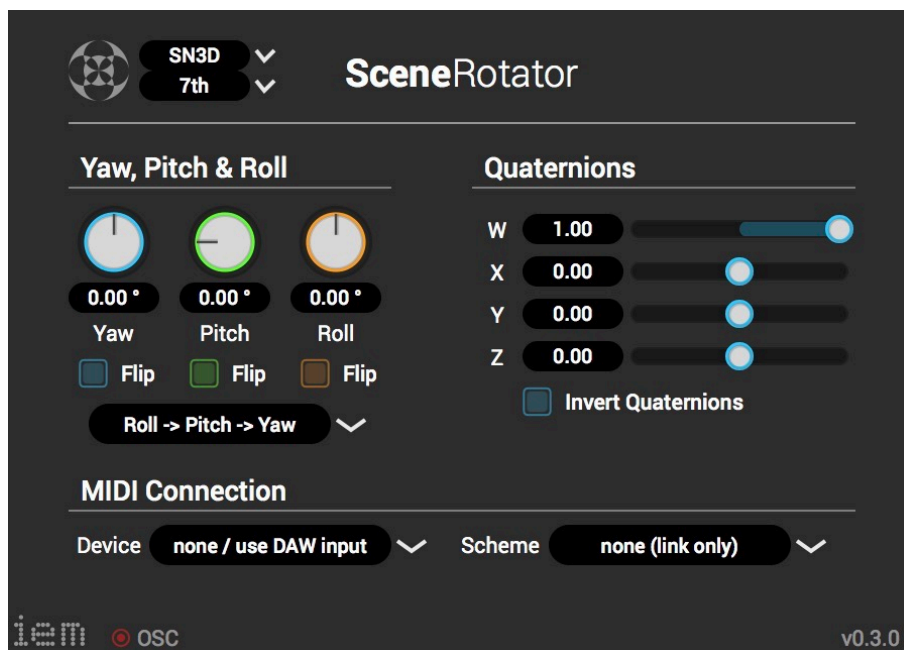 SN3D
7th
SceneRotator
Yaw, Pitch & Roll
0.00 ° 0.00 ° 0.00 °
Yaw Pitch Roll
Flip Flip Flip
Roll -> Pitch -> Yaw
Quaternions
W 1.00
X 0.00
Y 0.00
Z 0.00
Invert Quaternions
MIDI Connection
Device none / use DAW input Scheme none (link only)
iem OSC v0.3.0